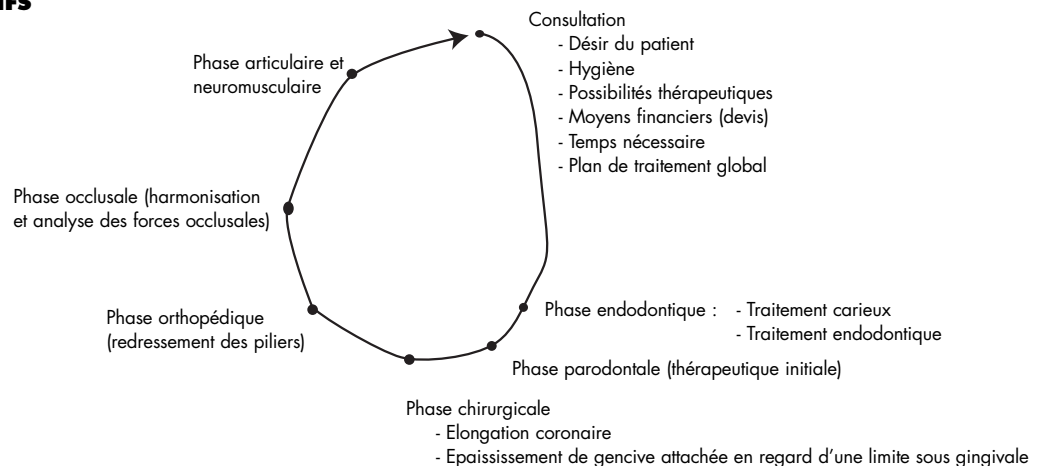 Consultation
- Désir du patient
- Hygiène
- Possibilités thérapeutiques
- Moyens financiers (devis)
- Temps nécessaire
- Plan de traitement global
Phase endodontique : - Traitement carieux
- Traitement endodontique
Phase parodontale (thérapeutique initiale)
Phase chirurgicale
- Elongation coronaire
- Epaississement de gencive attachée en regard d'une limite sous gingivale
Phase orthopédique
(redressement des piliers)
Phase occlusale (harmonisation
et analyse des forces occlusales)
Phase articulaire et
neuromusculaire